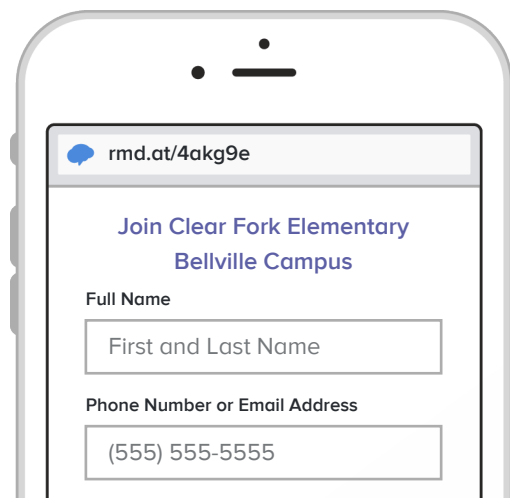 rmd.at/4akg9e
Join Clear Fork Elementary
Bellville Campus
Full Name
First and Last Name
Phone Number or Email Address
(555) 555-5555